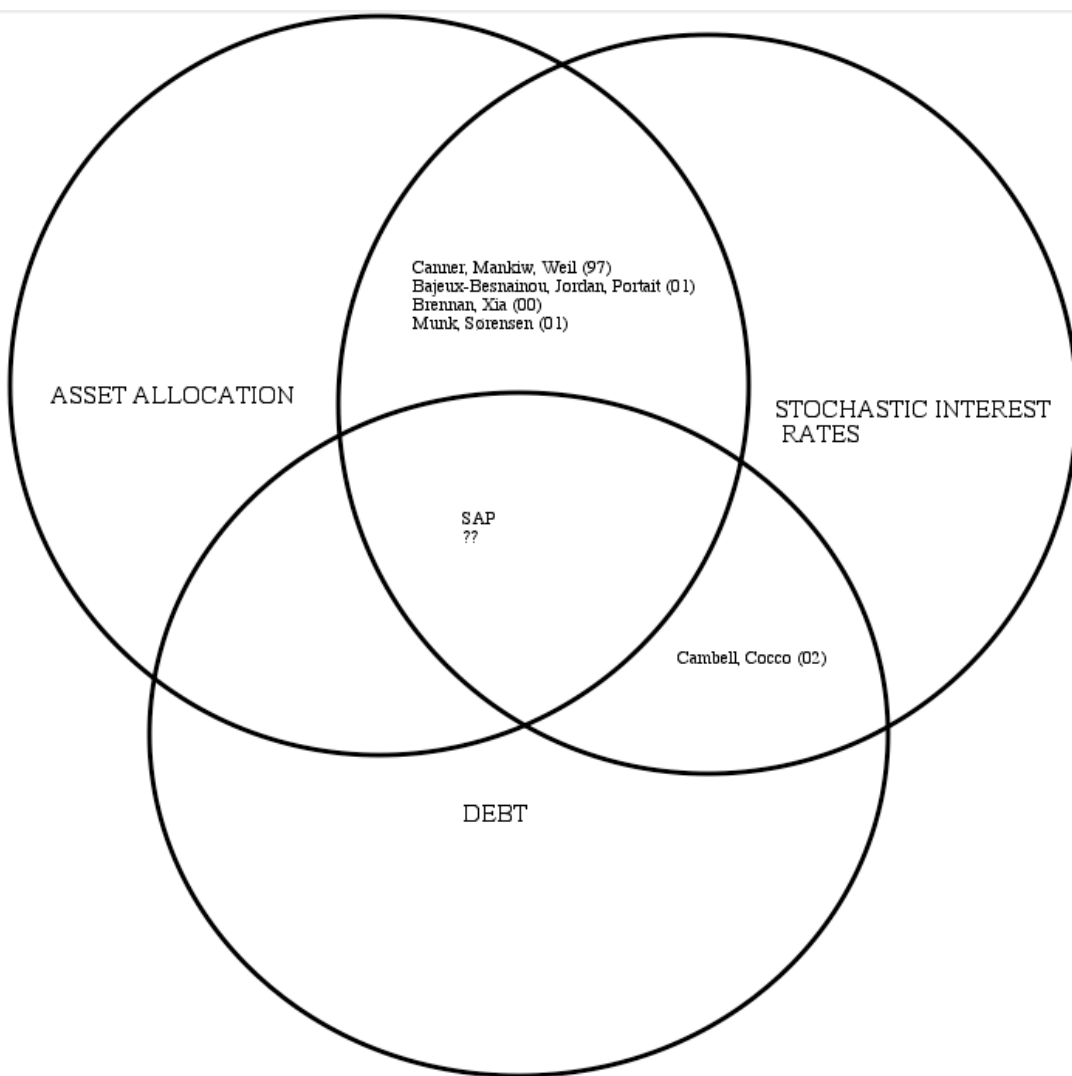 Canner, Mankiw, Weil (97)
Bajeux-Besnainou, Jordan, Portait (01)
Brennan, Xia (00)
Munk, Sørensen (01)
ASSET ALLOCATION
STOCHASTIC INTEREST
RATES
SAP
??
Cambell, Cocco (02)
DEBT